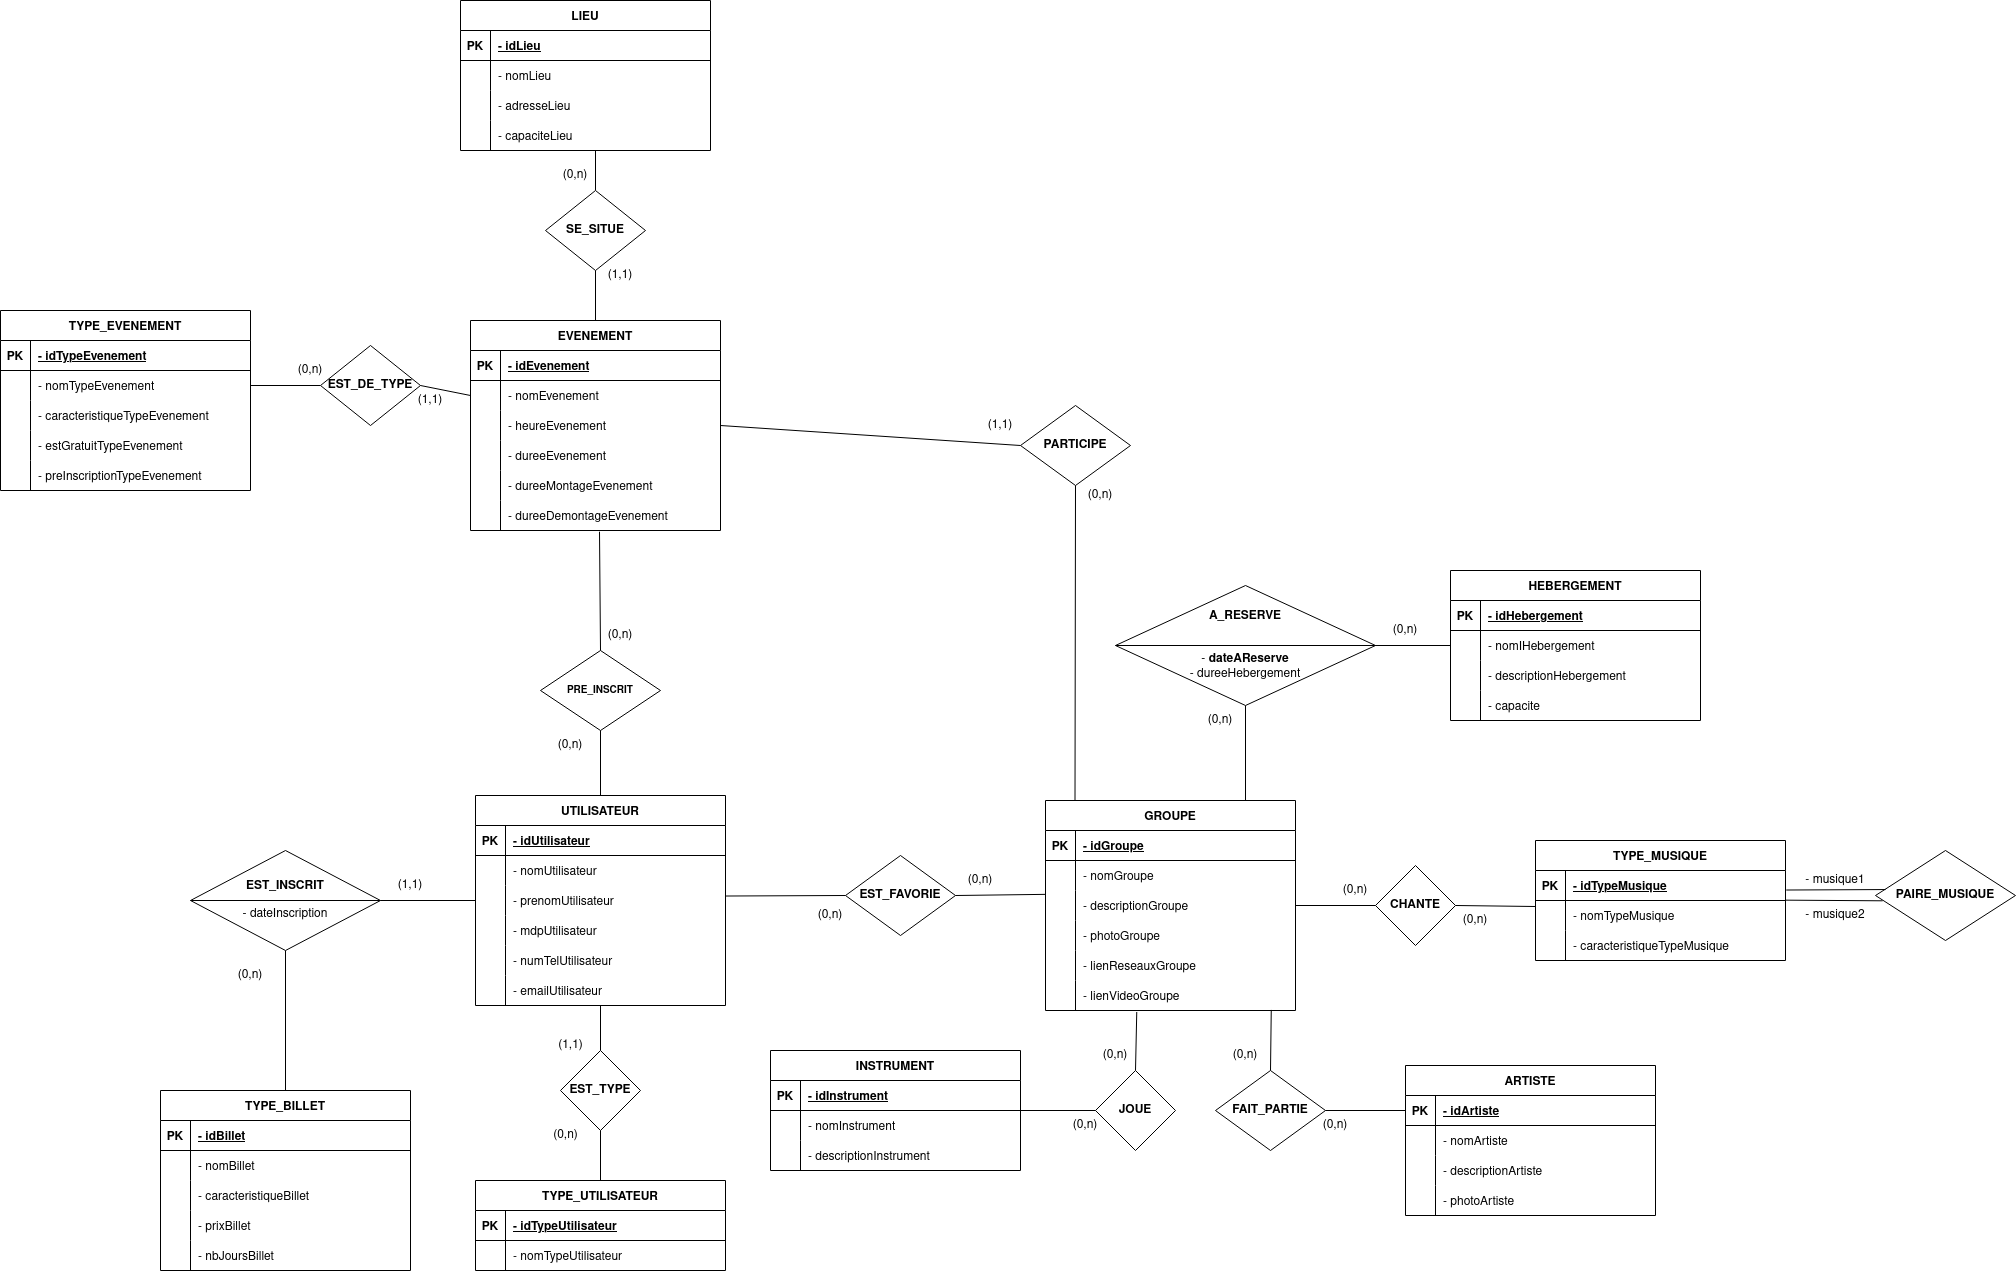 LIEU
PK - idLieu
- nomLieu
- adresseLieu
- capaciteLieu
(0,n)
SE_SITUE
(1,1)
TYPE_EVENEMENT
PK - idTypeEvenement
- nomTypeEvenement
- caracteristiqueTypeEvenement
- estGratuitTypeEvenement
- preInscriptionTypeEvenement
(0,n)
EST_DE_TYPE
(1,1)
EVENEMENT
PK - idEvenement
- nomEvenement
- heureEvenement
- dureeEvenement
- dureeMontageEvenement
- dureeDemontageEvenement
(1,1)
PARTICIPE
(0,n)
A_RESERVE
- dateAReserve
- dureeHebergement
(0,n)
(0,n)
HEBERGEMENT
PK - idHebergement
- nomlHebergement
- descriptionHebergement
- capacite
(0,n)
PRE_INSCRIT
(0,n)
UTILISATEUR
PK - idUtilisateur
- nomUtilisateur
- prenomUtilisateur
- mdpUtilisateur
- numTelUtilisateur
- emailUtilisateur
EST_INSCRIT
- dateInscription
(1,1)
(0,n)
EST_FAVORIE
(0,n)
(0,n)
GROUPE
PK - idGroupe
- nomGroupe
- descriptionGroupe
- photoGroupe
- lienReseauxGroupe
- lienVideoGroupe
(0,n)
CHANTE
(0,n)
TYPE_MUSIQUE
PK - idTypeMusique
- nomTypeMusique
- caracteristiqueTypeMusique
- musique1
- musique2
PAIRE_MUSIQUE
TYPE_BILLET
PK - idBillet
- nomBillet
- caracteristiqueBillet
- prixBillet
- nbJoursBillet
(1,1)
EST_TYPE
(0,n)
TYPE_UTILISATEUR
PK - idTypeUtilisateur
- nomTypeUtilisateur
INSTRUMENT
PK - idInstrument
- nomInstrument
- descriptionInstrument
(0,n)
JOUE
(0,n)
(0,n)
FAIT_PARTIE
(0,n)
ARTISTE
PK - idArtiste
- nomArtiste
- descriptionArtiste
- photoArtiste